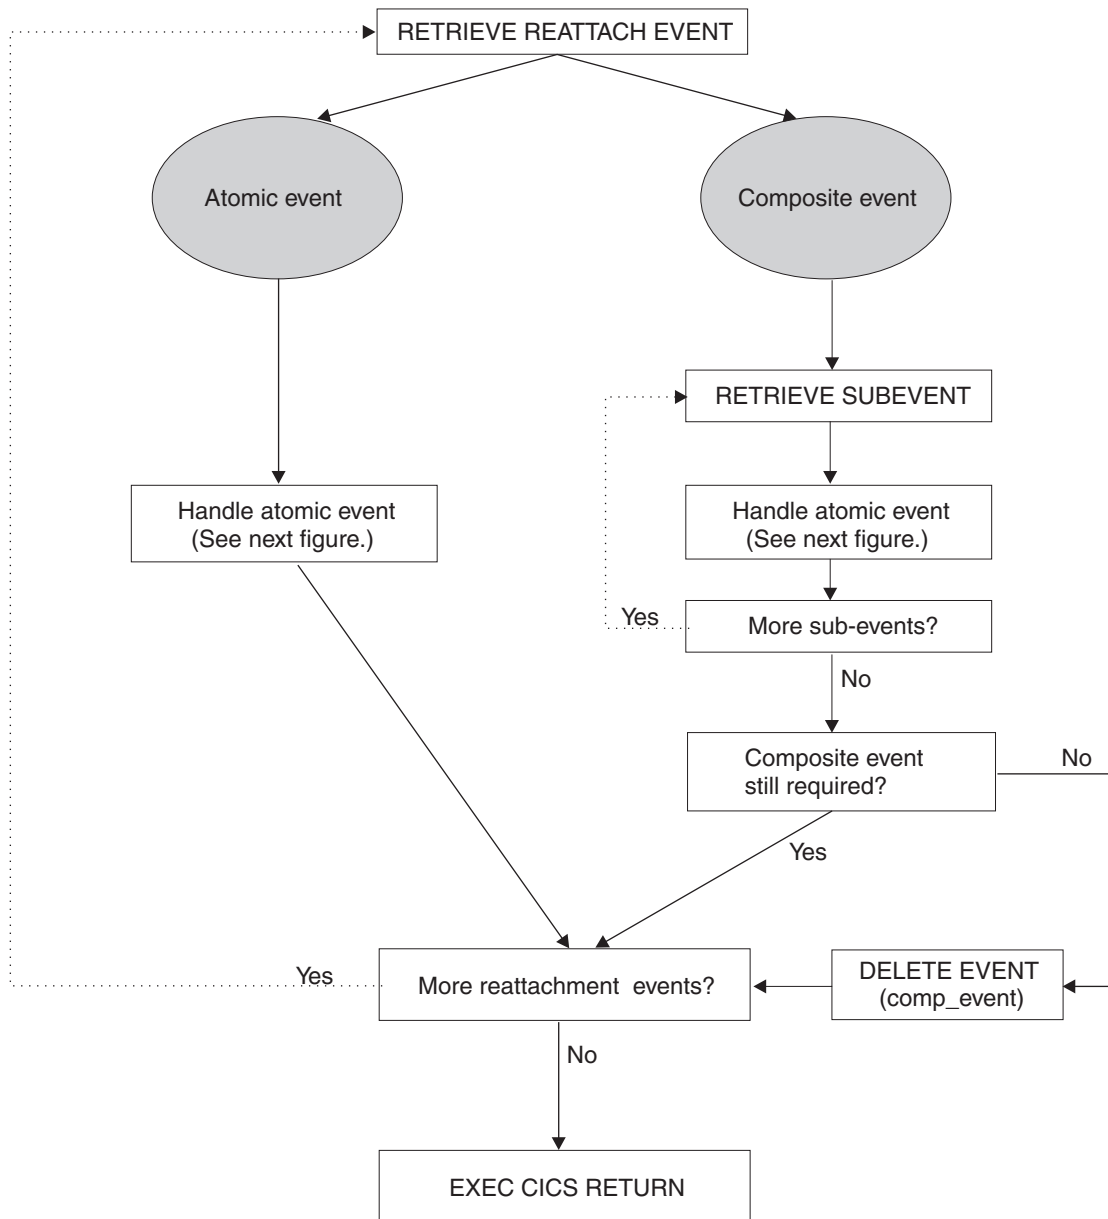 RETRIEVE REATTACH EVENT
Atomic event
Composite event
RETRIEVE SUBEVENT
Handle atomic event
(See next figure.)
Handle atomic event
(See next figure.)
Yes
More sub-events?
No
Composite event
still required?
No
Yes
Yes
More reattachment events?
DELETE EVENT
(comp_event)
No
EXEC CICS RETURN